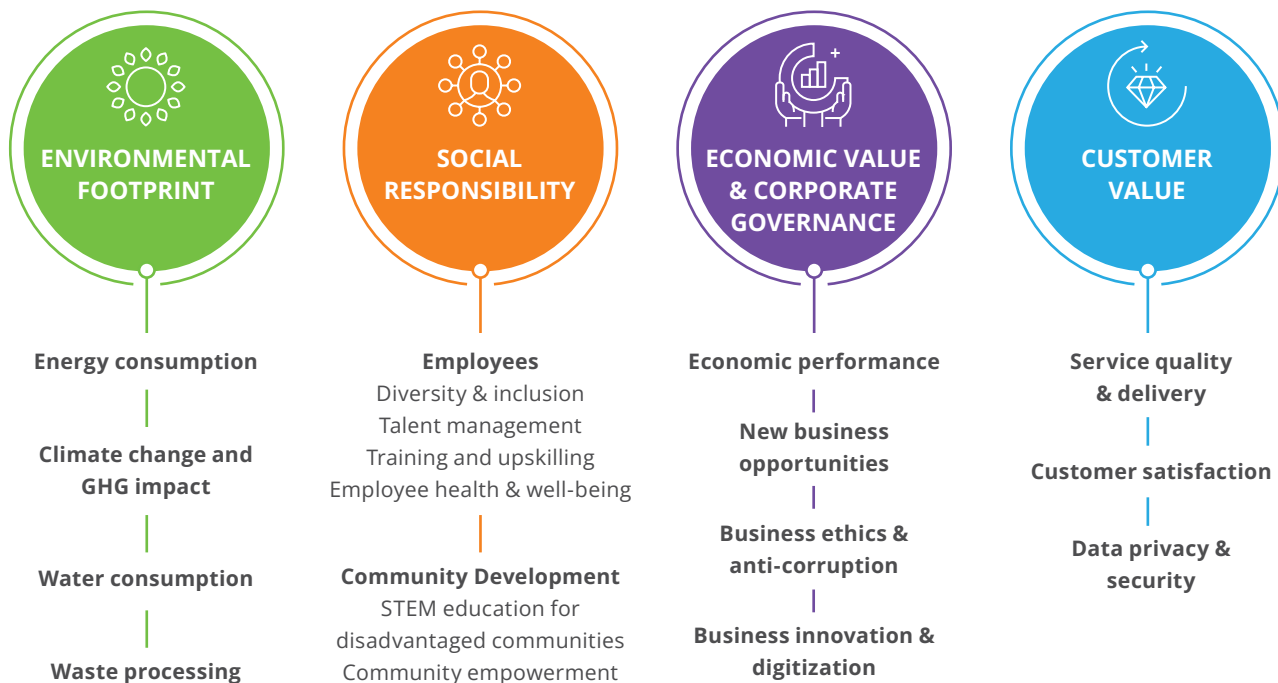 ENVIRONMENTAL
FOOTPRINT
Energy consumption
Climate change and
GHG impact
Water consumption
Waste processing
SOCIAL
RESPONSIBILITY
Employees
Diversity & inclusion
Talent management
Training and upskilling
Employee health & well-being
Community Development
STEM education for
disadvantaged communities
Community empowerment
ECONOMIC VALUE
& CORPORATE
GOVERNANCE
Economic performance
New business
opportunities
Business ethics &
anti-corruption
Business innovation &
digitization
CUSTOMER
VALUE
Service quality
& delivery
Customer satisfaction
Data privacy &
security